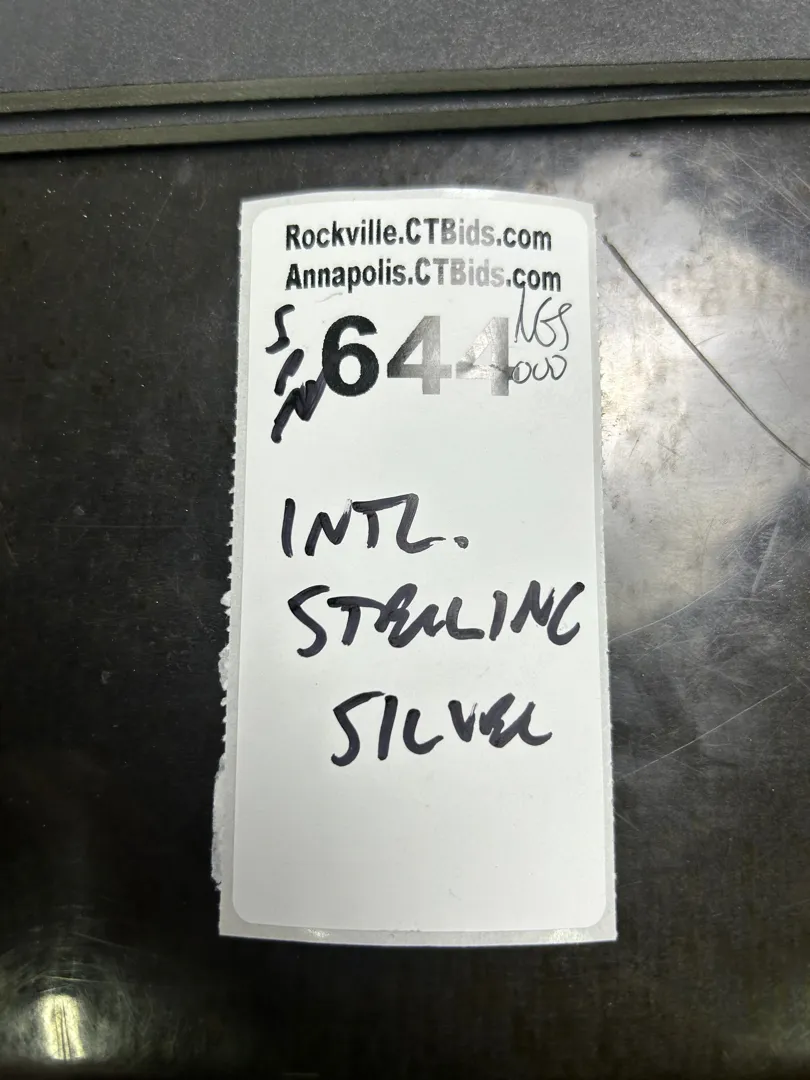 Rockville.CTBids.com
Annapolis.CTBids.com
644
INTL.
STERLING
SILVER